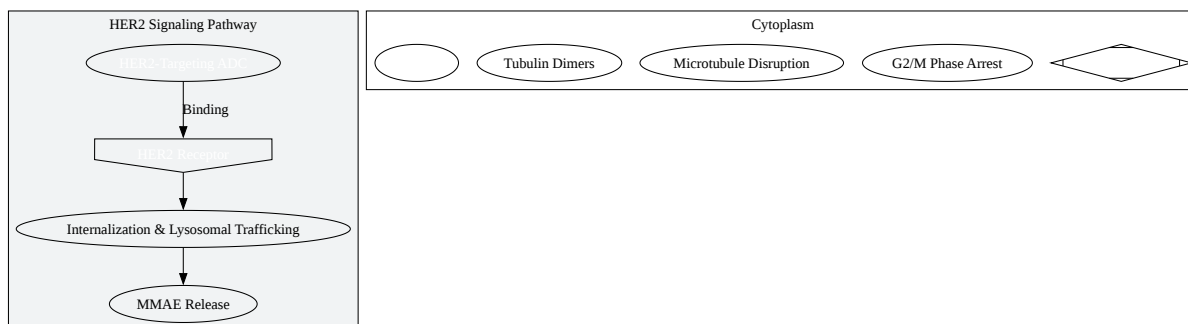 HER2 Signaling Pathway
HER2-Targeting ADC
Binding
HER2 Receptor
Internalization & Lysosomal Trafficking
MMAE Release
Cytoplasm
Tubulin Dimers
Microtubule Disruption
G2/M Phase Arrest